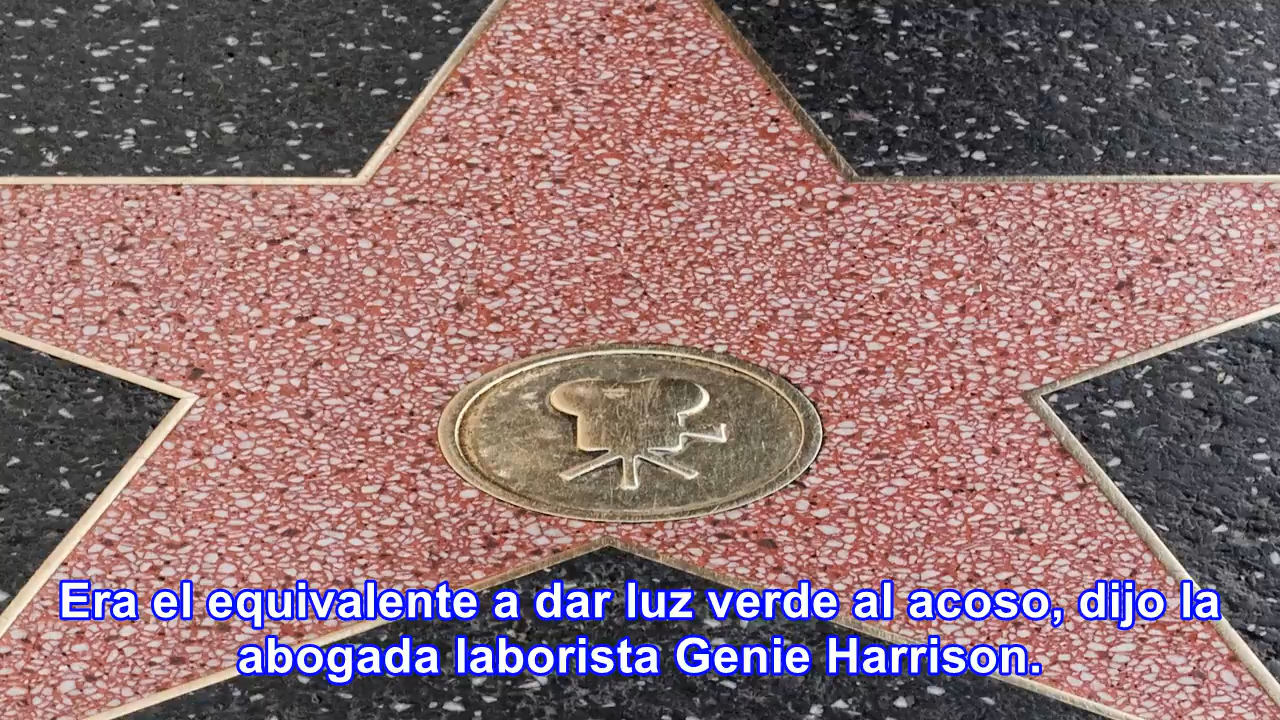 Era el equivalente a dar luz verde al acoso, dijo la
abogada laborista Genie Harrison.